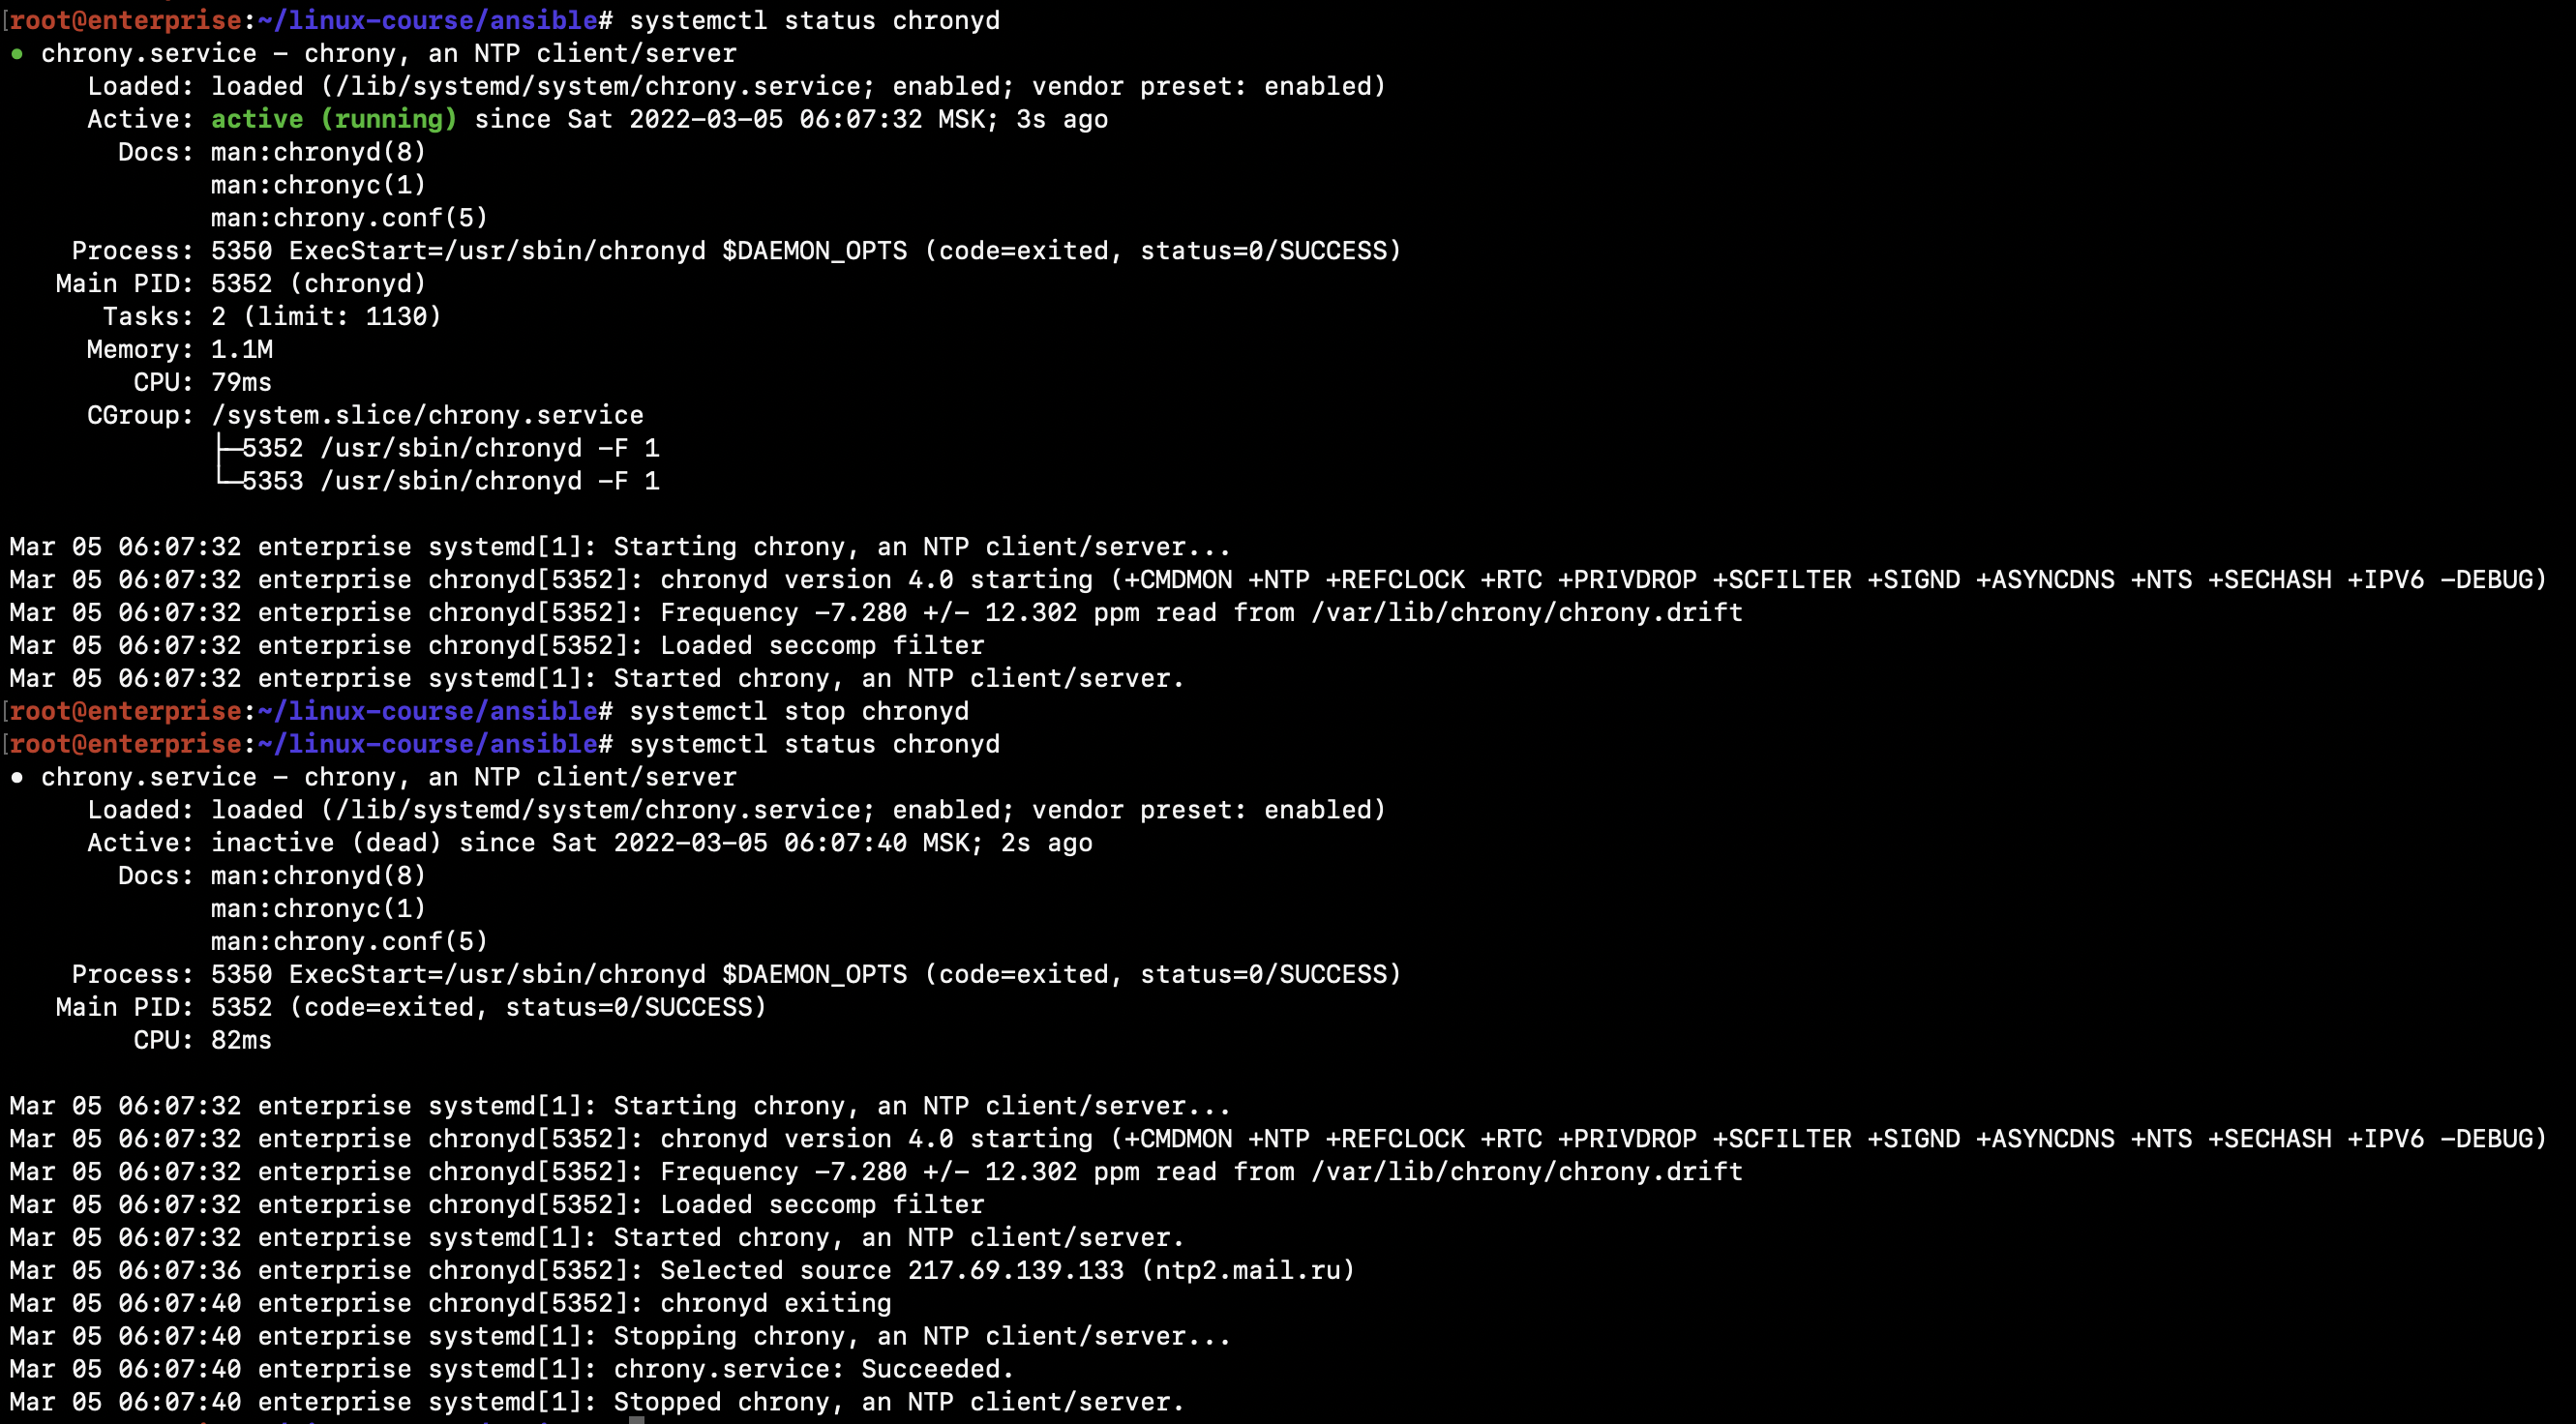 [root@enterprise:~/linux-course/ansible# systemctl status chronyd
● chrony.service - chrony, an NTP client/server
Loaded: loaded (/lib/systemd/system/chrony.service; enabled; vendor preset: enabled)
Active: active (running) since Sat 2022-03-05 06:07:32 MSK; 3s ago
Docs: man:chronyd(8)
man:chronyc(1)
man:chrony.conf(5)
Process: 5350 ExecStart=/usr/sbin/chronyd $DAEMON_OPTS (code=exited, status=0/SUCCESS)
Main PID: 5352 (chronyd)
Tasks: 2 (limit: 1130)
Memory: 1.1M
CPU: 79ms
CGroup: /system.slice/chrony.service
├─5352 /usr/sbin/chronyd -F 1
└─5353 /usr/sbin/chronyd -F 1
Mar 05 06:07:32 enterprise systemd[1]: Starting chrony, an NTP client/server...
Mar 05 06:07:32 enterprise chronyd[5352]: chronyd version 4.0 starting (+CMDMON +NTP +REFCLOCK +RTC +PRIVDROP +SCFILTER +SIGND +ASYNCDNS +NTS +SECHASH +IPV6 -DEBUG)
Mar 05 06:07:32 enterprise chronyd[5352]: Frequency -7.280 +/- 12.302 ppm read from /var/lib/chrony/chrony.drift
Mar 05 06:07:32 enterprise chronyd[5352]: Loaded seccomp filter
Mar 05 06:07:32 enterprise systemd[1]: Started chrony, an NTP client/server.
[root@enterprise:~/linux-course/ansible# systemctl stop chronyd
[root@enterprise:~/linux-course/ansible# systemctl status chronyd
● chrony.service - chrony, an NTP client/server
Loaded: loaded (/lib/systemd/system/chrony.service; enabled; vendor preset: enabled)
Active: inactive (dead) since Sat 2022-03-05 06:07:40 MSK; 2s ago
Docs: man:chronyd(8)
man:chronyc(1)
man:chrony.conf(5)
Process: 5350 ExecStart=/usr/sbin/chronyd $DAEMON_OPTS (code=exited, status=0/SUCCESS)
Main PID: 5352 (code=exited, status=0/SUCCESS)
CPU: 82ms
Mar 05 06:07:32 enterprise systemd[1]: Starting chrony, an NTP client/server...
Mar 05 06:07:32 enterprise chronyd[5352]: chronyd version 4.0 starting (+CMDMON +NTP +REFCLOCK +RTC +PRIVDROP +SCFILTER +SIGND +ASYNCDNS +NTS +SECHASH +IPV6 -DEBUG)
Mar 05 06:07:32 enterprise chronyd[5352]: Frequency -7.280 +/- 12.302 ppm read from /var/lib/chrony/chrony.drift
Mar 05 06:07:32 enterprise chronyd[5352]: Loaded seccomp filter
Mar 05 06:07:32 enterprise systemd[1]: Started chrony, an NTP client/server.
Mar 05 06:07:36 enterprise chronyd[5352]: Selected source 217.69.139.133 (ntp2.mail.ru)
Mar 05 06:07:40 enterprise chronyd[5352]: chronyd exiting
Mar 05 06:07:40 enterprise systemd[1]: Stopping chrony, an NTP client/server...
Mar 05 06:07:40 enterprise systemd[1]: chrony.service: Succeeded.
Mar 05 06:07:40 enterprise systemd[1]: Stopped chrony, an NTP client/server.